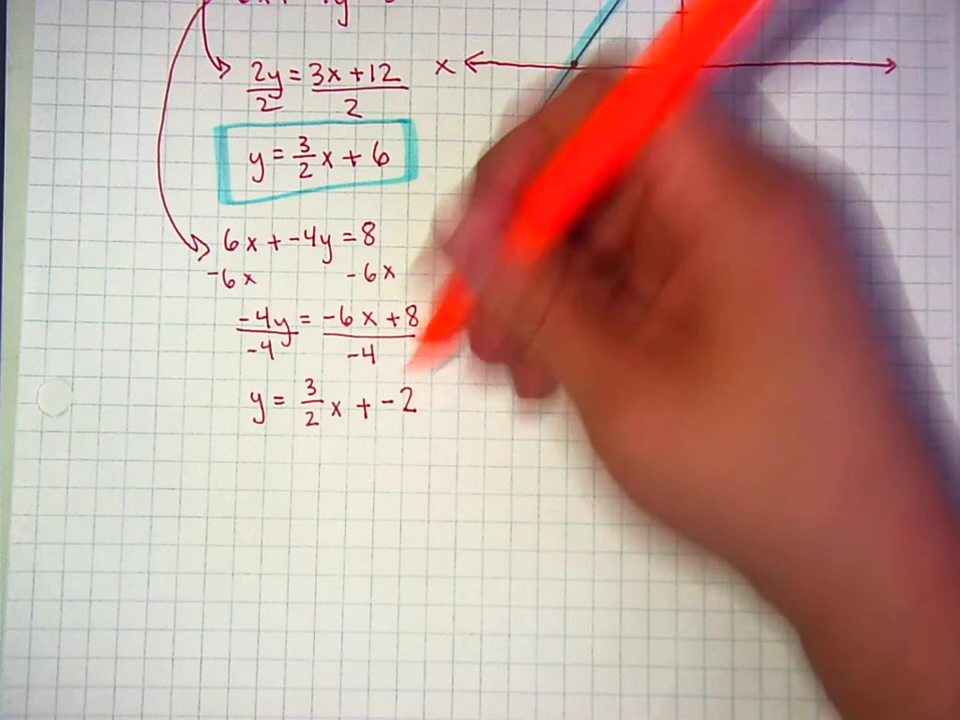 2y = 3x + 12
2 2
x
y = 3/2 x + 6
6x + -4y = 8
-6x -6x
-4y = -6x + 8
-4 -4
y = 3/2 x + -2